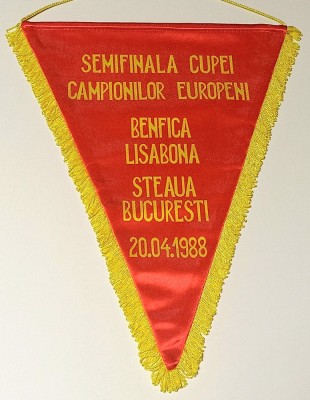 SEMIFINALA CUPEI
CAMPIONILOR EUROPENI
BENFICA
LISABONA
STEAUA
BUCURESTI
20.04.1988